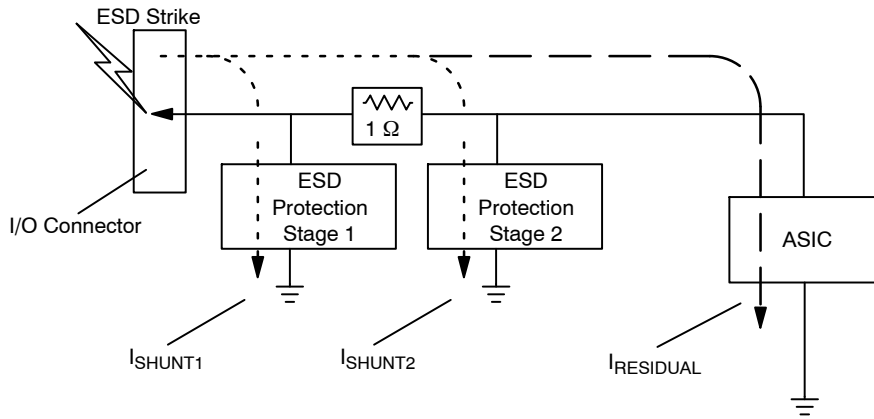 ESD Strike
1 Ω
ESD
Protection
Stage 1
ESD
Protection
Stage 2
I/O Connector
ASIC
ISHUNT1
ISHUNT2
IRESIDUAL